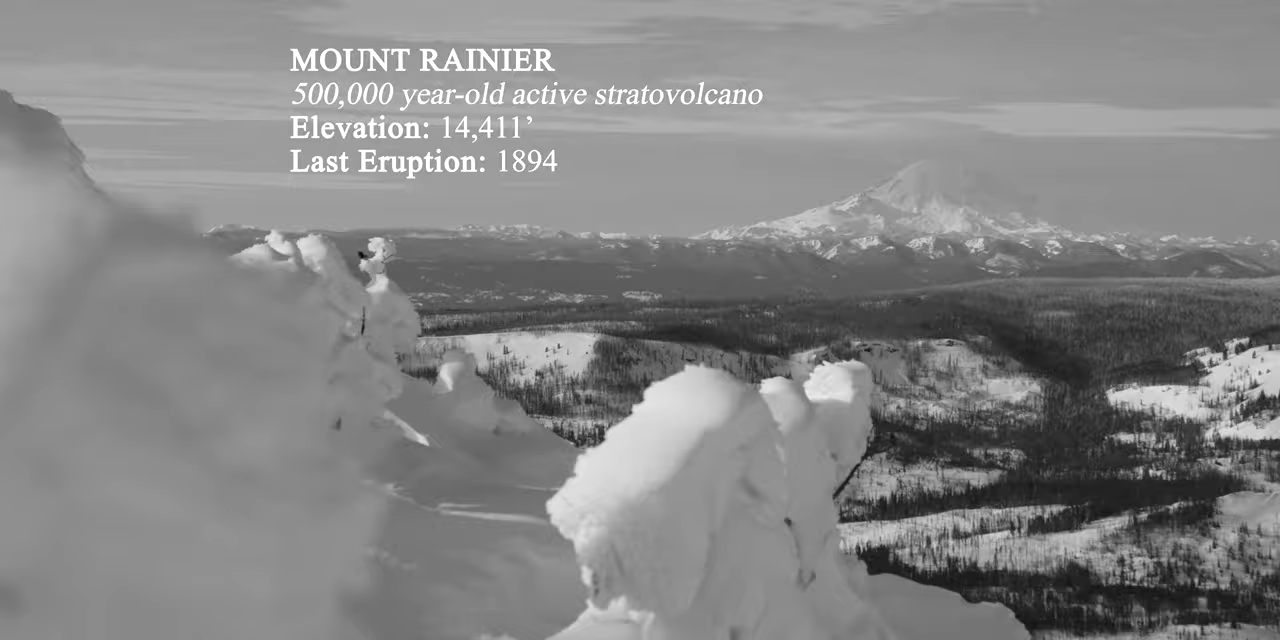 MOUNT RAINIER
500,000 year-old active stratovolcano
Elevation: 14,411’
Last Eruption: 1894